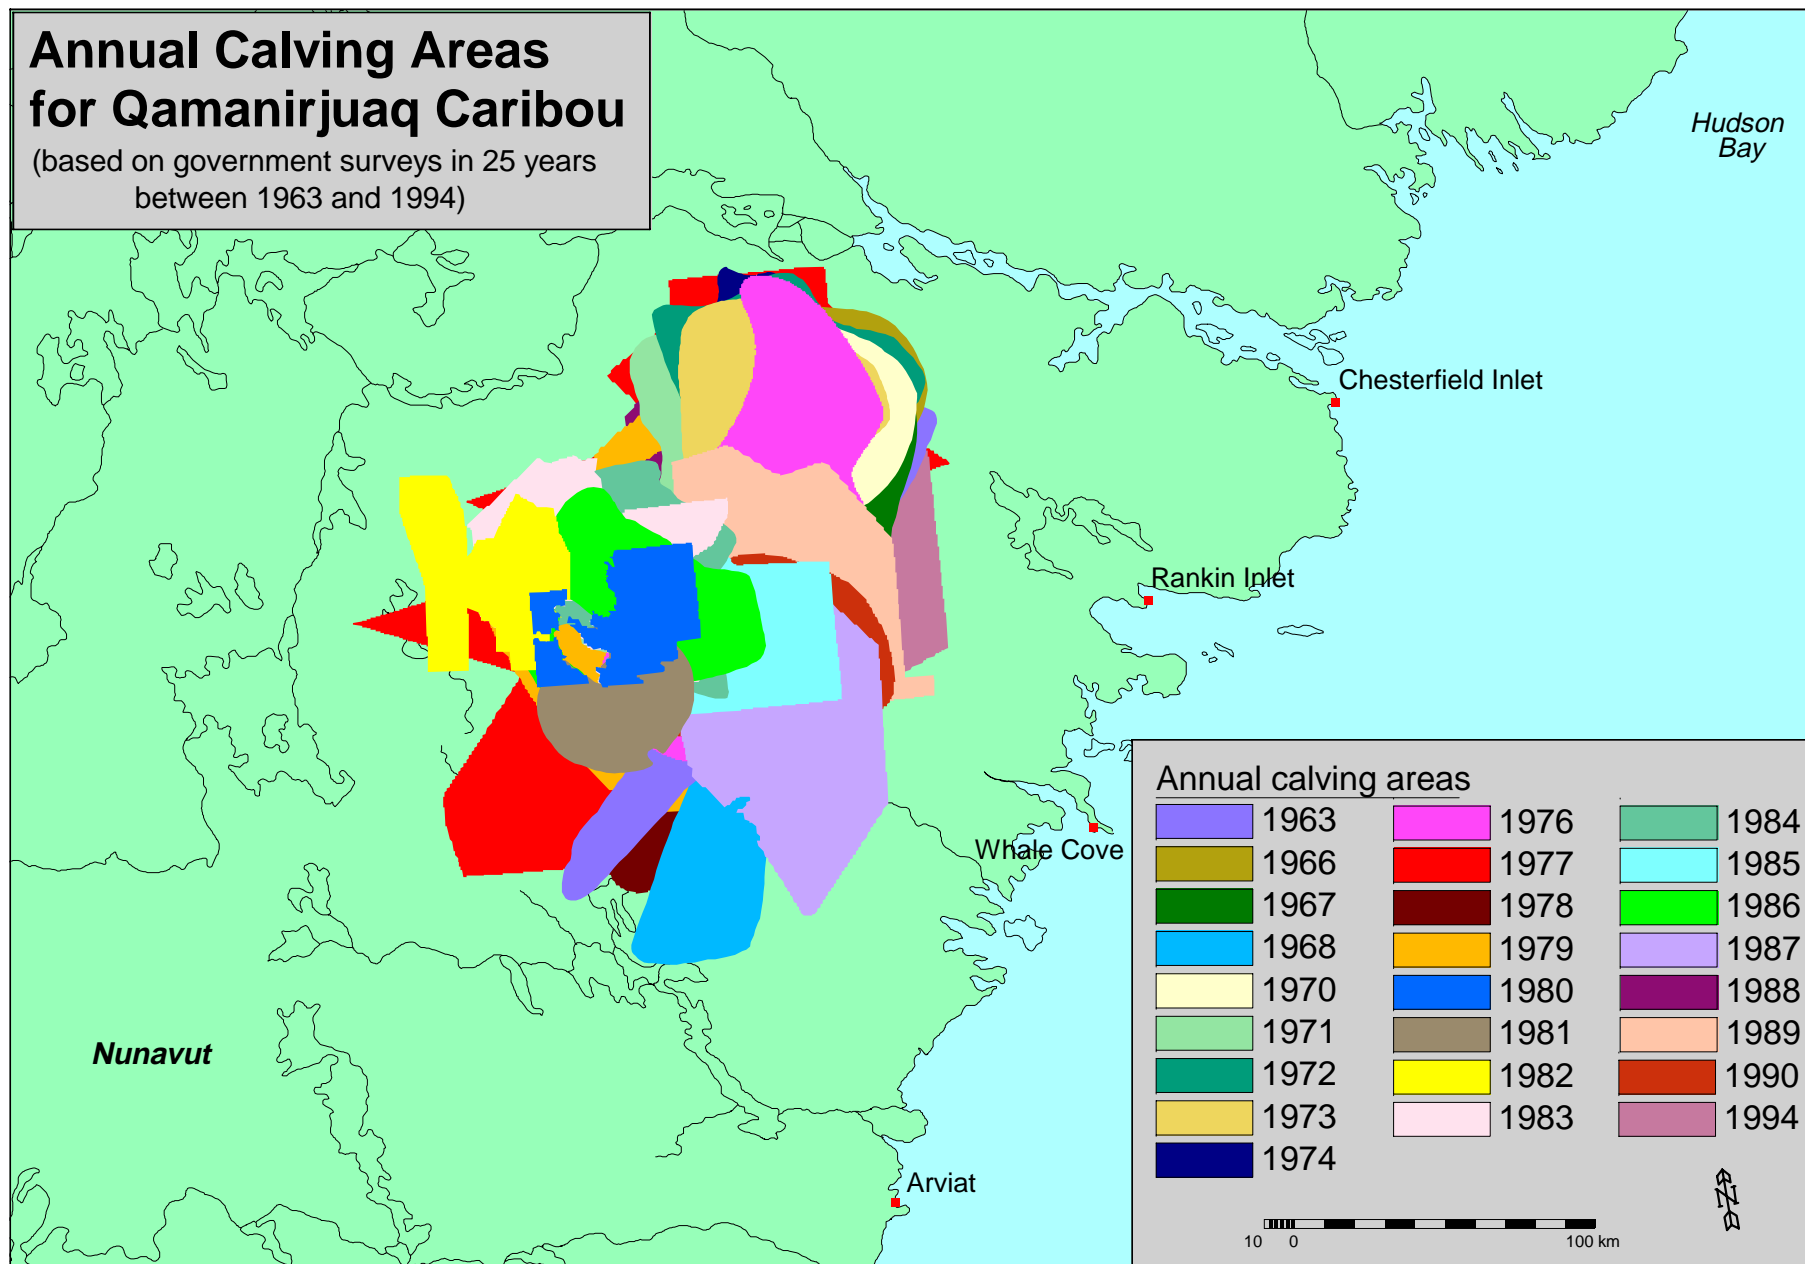 Annual Calving Areas
for Qamanirjuaq Caribou
(based on government surveys in 25 years
between 1963 and 1994)
Hudson
Bay
Chesterfield Inlet
Rankin Inlet
Whale Cove
Nunavut
Arviat
Annual calving areas
1963
1966
1967
1968
1970
1971
1972
1973
1974
1976
1977
1978
1979
1980
1981
1982
1983
1984
1985
1986
1987
1988
1989
1990
1994
N
10 0 100 km